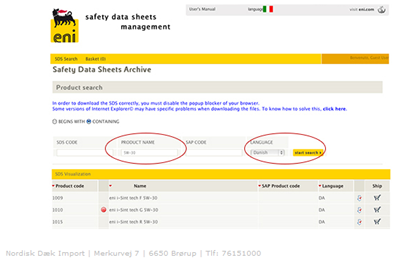 User's Manual
language
visit eni.com
safety data sheets
management
eni
SDS Search
Basket (0)
Safety Data Sheets Archive
Product search
In order to download the SDS correctly, you must disable the popup blocker of your browser.
Some versions of Internet Explorer© may have specific problems when downloading the files. To know how to solve this, click here.
BEGINS WITH CONTAINING
SDS CODE PRODUCT NAME SAP CODE LANGUAGE
5W-30 Danish start search
SDS Visualization
Product code Name SAP Product code Language Ship
1009 eni i-Sint tech F 5W-30 DA
1010 eni i-Sint tech G 5W-30 DA
1015 eni i-Sint tech R 5W-30 DA
Nordisk Dæk Import | Merkurvej 7 | 6650 Brørup | Tlf: 76151000